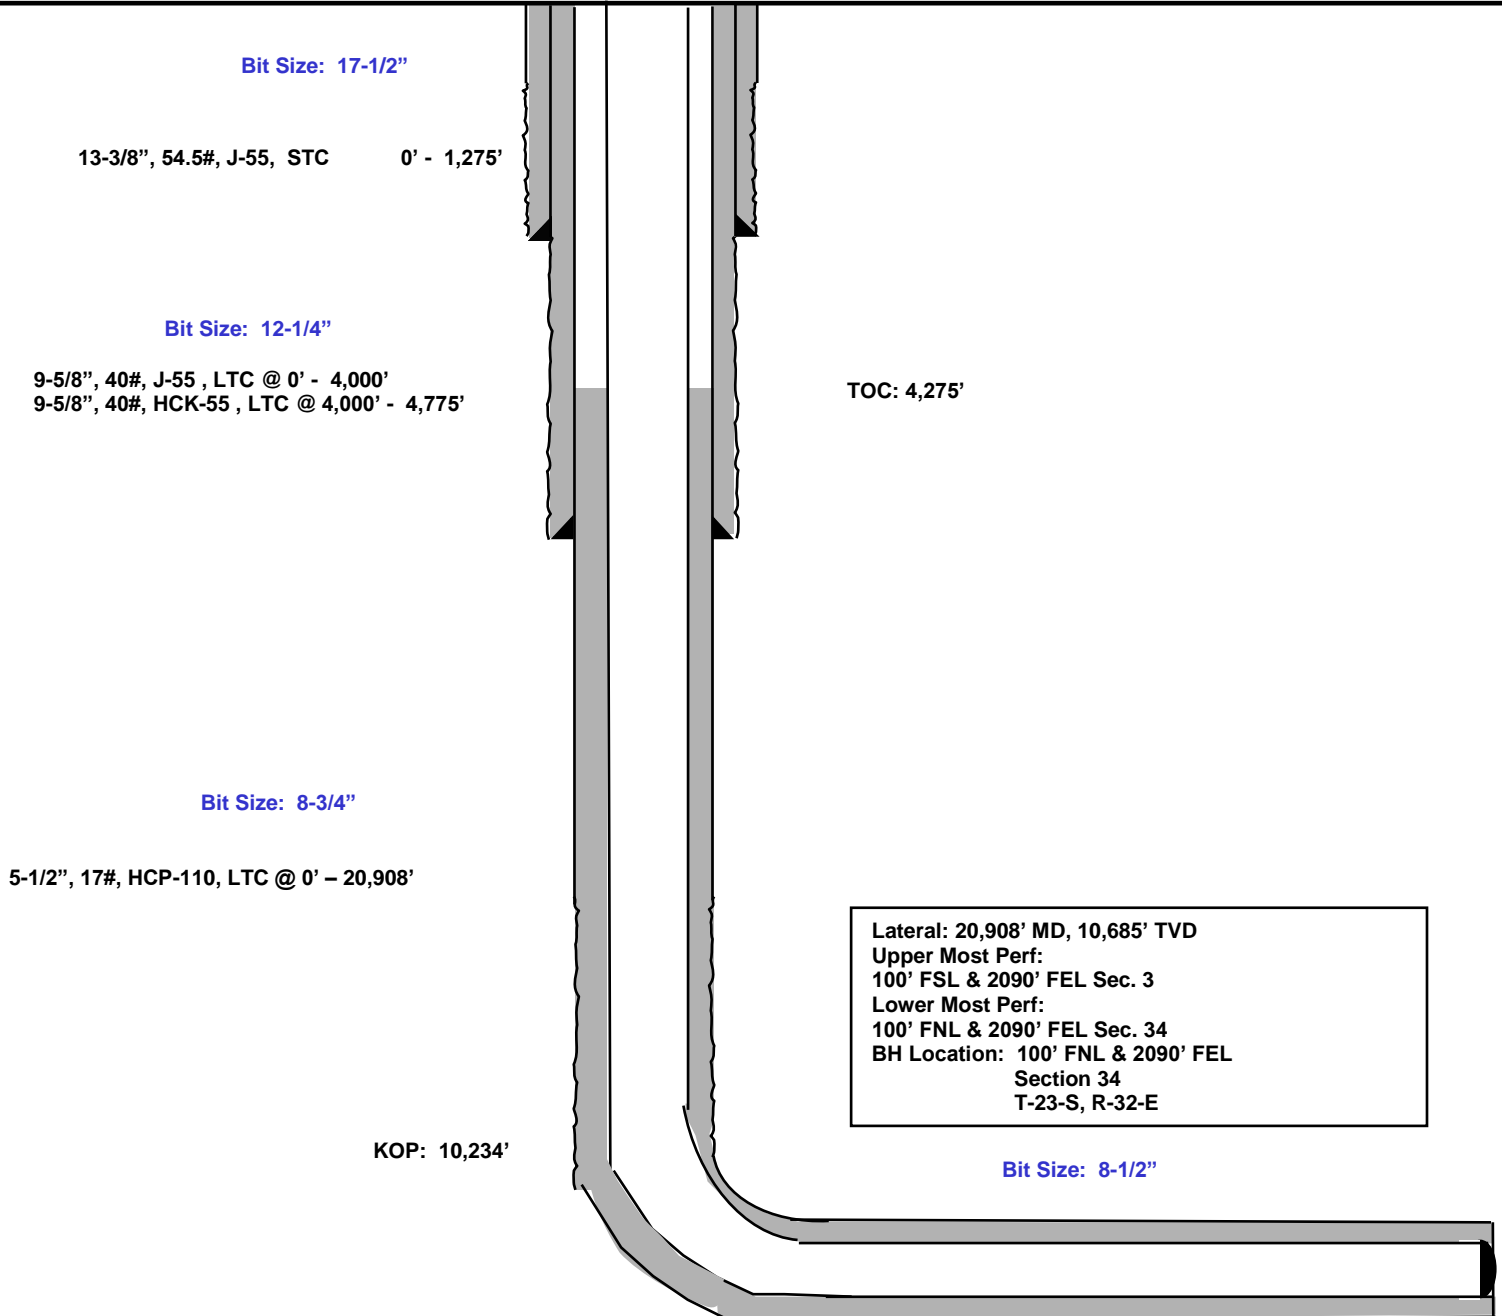 Bit Size: 17-1/2”
13-3/8”, 54.5#, J-55, STC 0’ - 1,275’
Bit Size: 12-1/4”
9-5/8”, 40#, J-55 , LTC @ 0’ - 4,000’
9-5/8”, 40#, HCK-55 , LTC @ 4,000’ - 4,775’
TOC: 4,275’
Bit Size: 8-3/4”
5-1/2”, 17#, HCP-110, LTC @ 0’ – 20,908’
Lateral: 20,908’ MD, 10,685’ TVD
Upper Most Perf:
100’ FSL & 2090’ FEL Sec. 3
Lower Most Perf:
100’ FNL & 2090’ FEL Sec. 34
BH Location: 100’ FNL & 2090’ FEL
Section 34
T-23-S, R-32-E
KOP: 10,234’
Bit Size: 8-1/2”